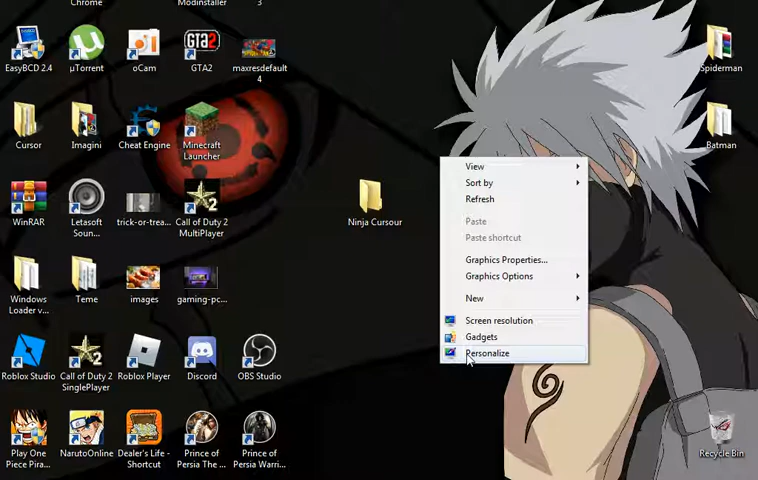 Chrome
Modinstaller
3
EasyBCD 2.4
µTorrent
oCam
GTA2
maxresdefault
4
Spiderman
Cursor
Imagini
Cheat Engine
Minecraft
Launcher
Batman
WinRAR
Letasoft
Soun...
trick-or-trea...
Call of Duty 2
MultiPlayer
Ninja Cursour
Windows
Loader v...
Teme
images
gaming-pc...
Roblox Studio
Call of Duty 2
SinglePlayer
Roblox Player
Discord
OBS Studio
Play One
Piece Pira...
NarutoOnline
Dealer's Life -
Shortcut
Prince of
Persia The ...
Prince of
Persia Warri...
Recycle Bin
View
Sort by
Refresh
Paste
Paste shortcut
Graphics Properties...
Graphics Options
New
Screen resolution
Gadgets
Personalize